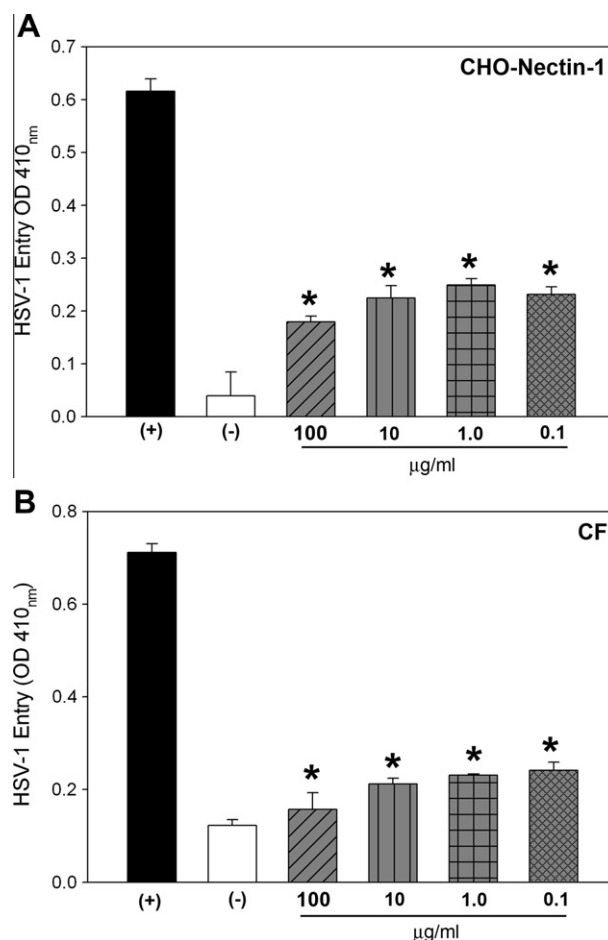 A
CHO-Nectin-1
HSV-1 Entry OD 410nm
0.7
0.6
0.5
0.4
0.3
0.2
0.1
0.0
* * * *
(+) (-) 100 10 1.0 0.1
µg/ml
B
CF
HSV-1 Entry (OD 410nm)
0.8
0.6
0.4
0.2
0.0
* * * *
(+) (-) 100 10 1.0 0.1
µg/ml